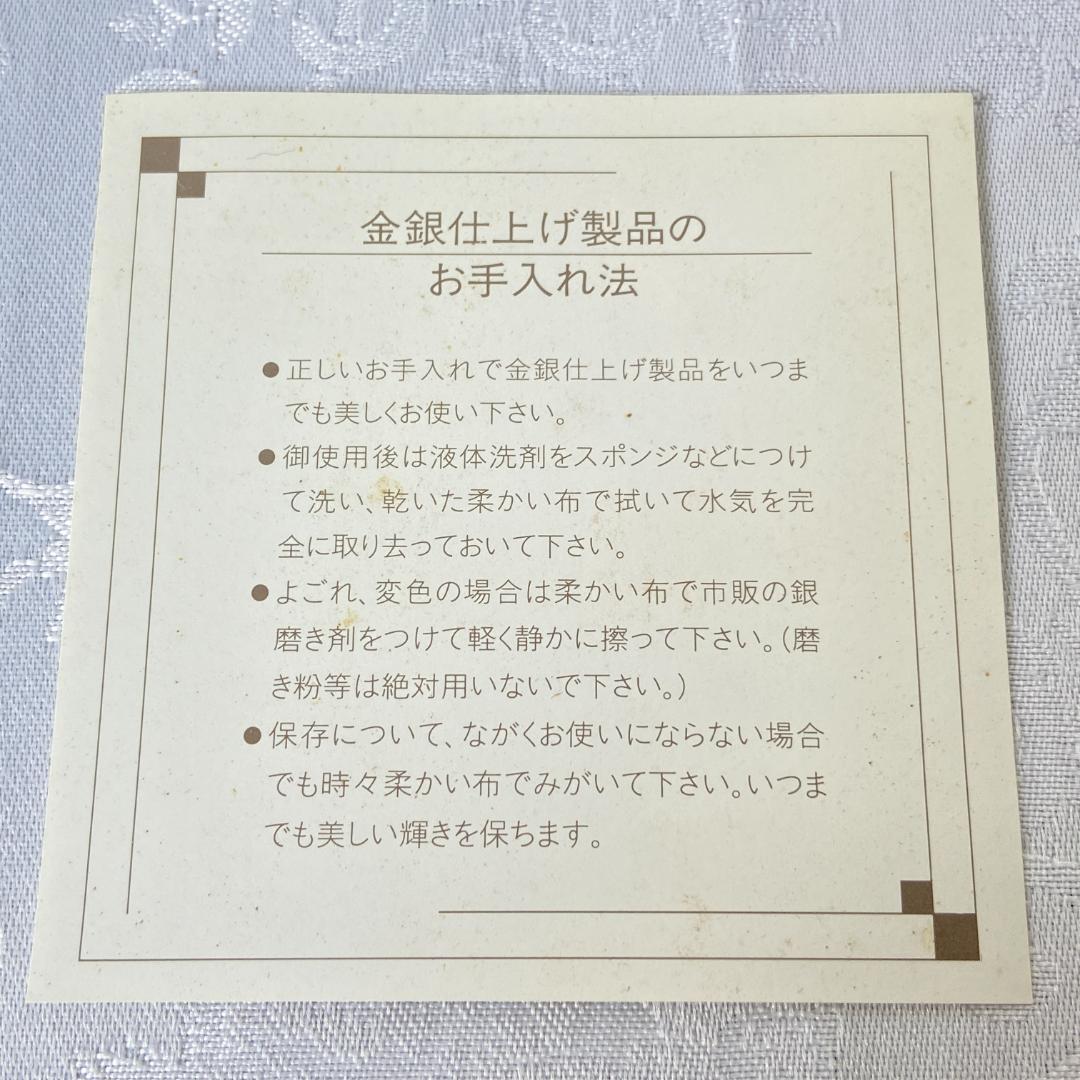 金銀仕上げ製品の
お手入れ法
●正しいお手入れで金銀仕上げ製品をいつま
でも美しくお使い下さい。
●御使用後は液体洗剤をスポンジなどにつけ
て洗い、乾いた柔かい布で拭いて水気を完
全に取り去っておいて下さい。
●よごれ、変色の場合は柔かい布で市販の銀
磨き剤をつけて軽く静かに擦って下さい。(磨
き粉等は絶対用いないで下さい。)
●保存について、ながくお使いにならない場合
でも時々柔かい布でみがいて下さい。いつま
でも美しい輝きを保ちます。